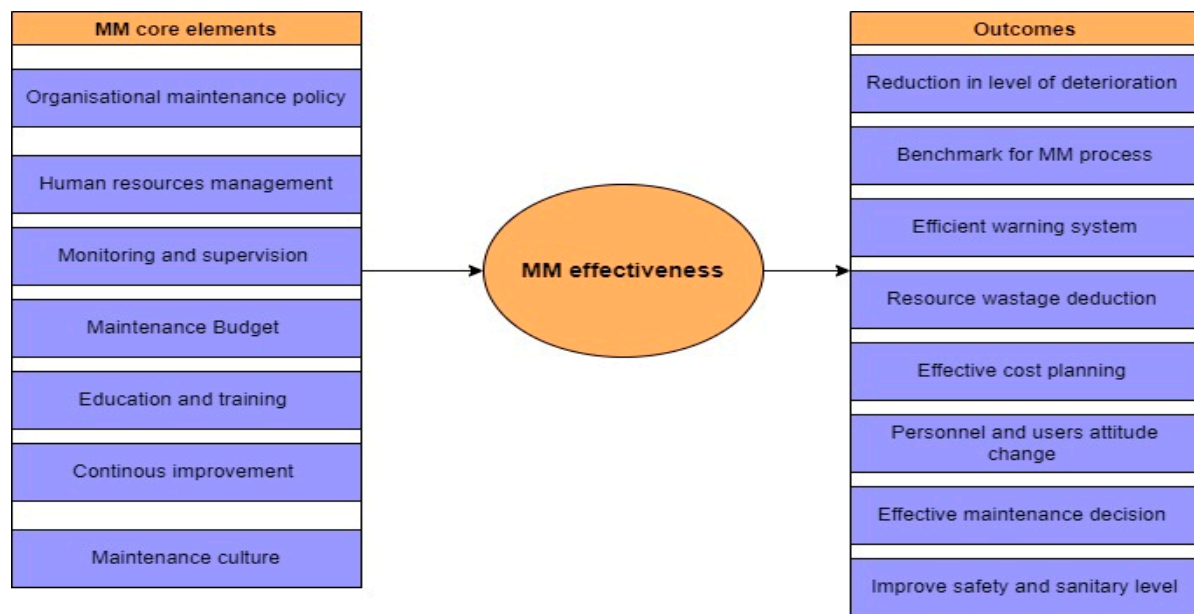 MM core elements
Organisational maintenance policy
Human resources management
Monitoring and supervision
Maintenance Budget
Education and training
Continous improvement
Maintenance culture
MM effectiveness
Outcomes
Reduction in level of deterioration
Benchmark for MM process
Efficient warning system
Resource wastage deduction
Effective cost planning
Personnel and users attitude
change
Effective maintenance decision
Improve safety and sanitary level